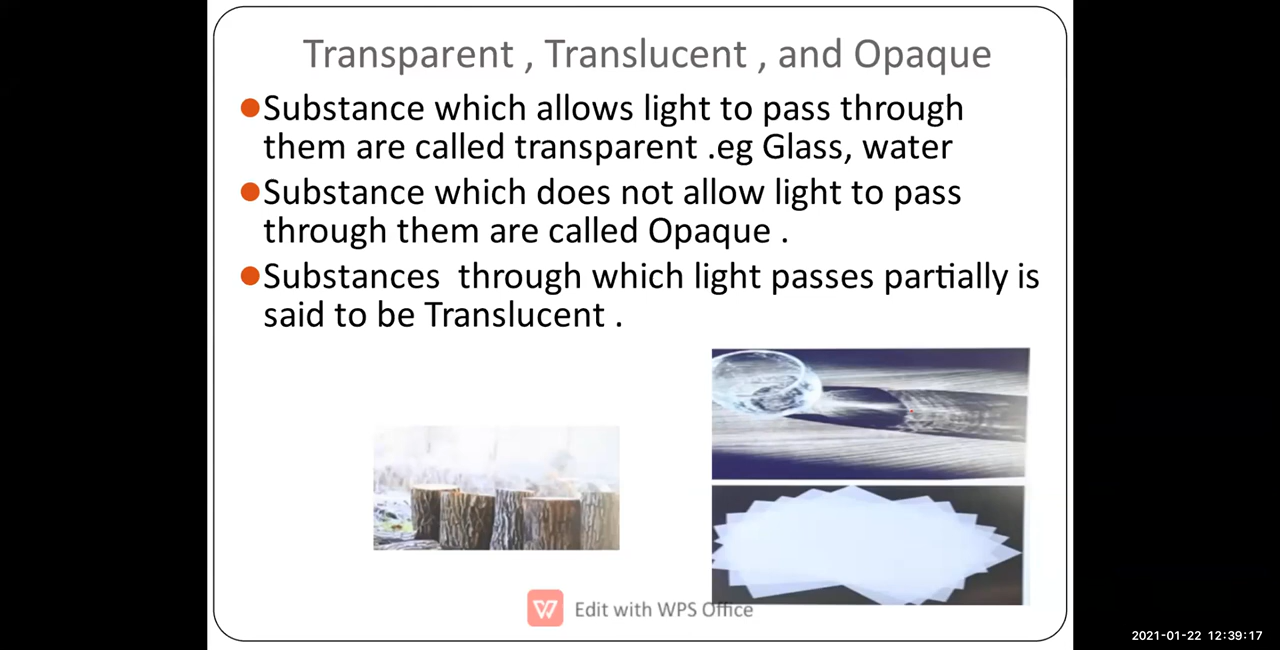 Transparent , Translucent , and Opaque
Substance which allows light to pass through
them are called transparent .eg Glass, water
Substance which does not allow light to pass
through them are called Opaque .
Substances  through which light passes partially is
said to be Translucent .
Edit with WPS Office
2021-01-22 12:39:17